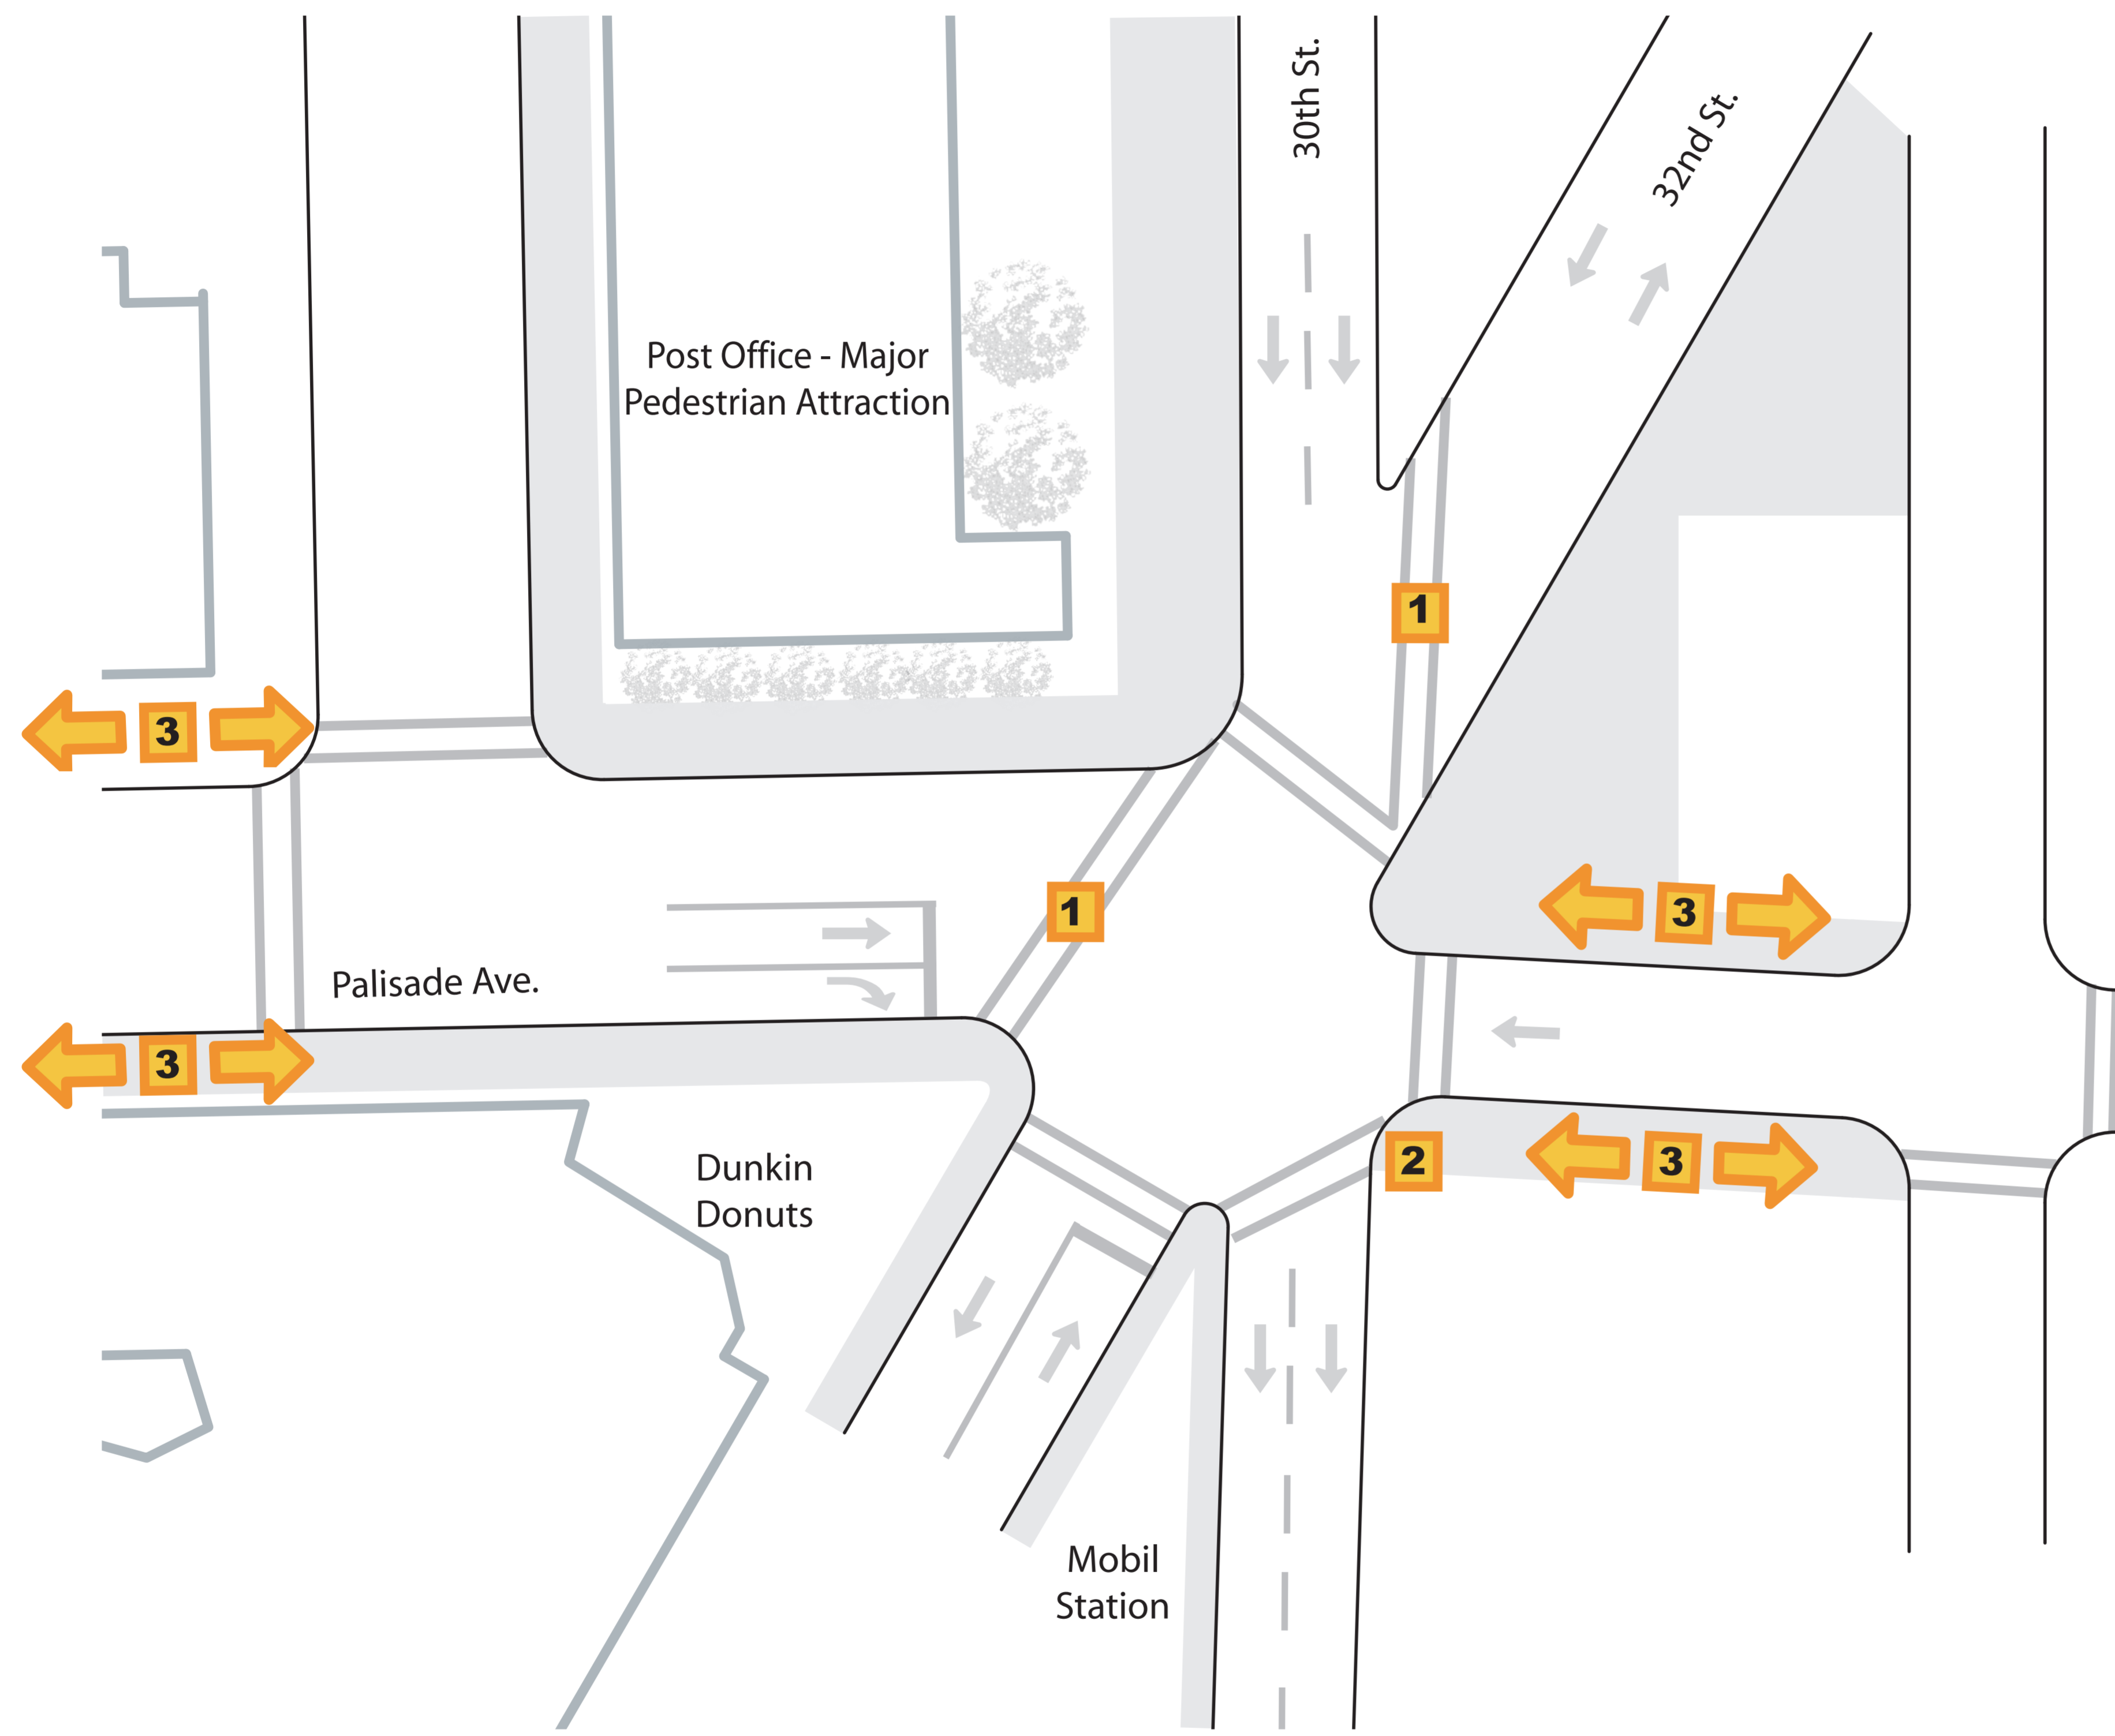 30th St.
32nd St.
Post Office - Major
Pedestrian Attraction
1
3
3
1
Palisade Ave.
3
2
3
Dunkin
Donuts
Mobil
Station